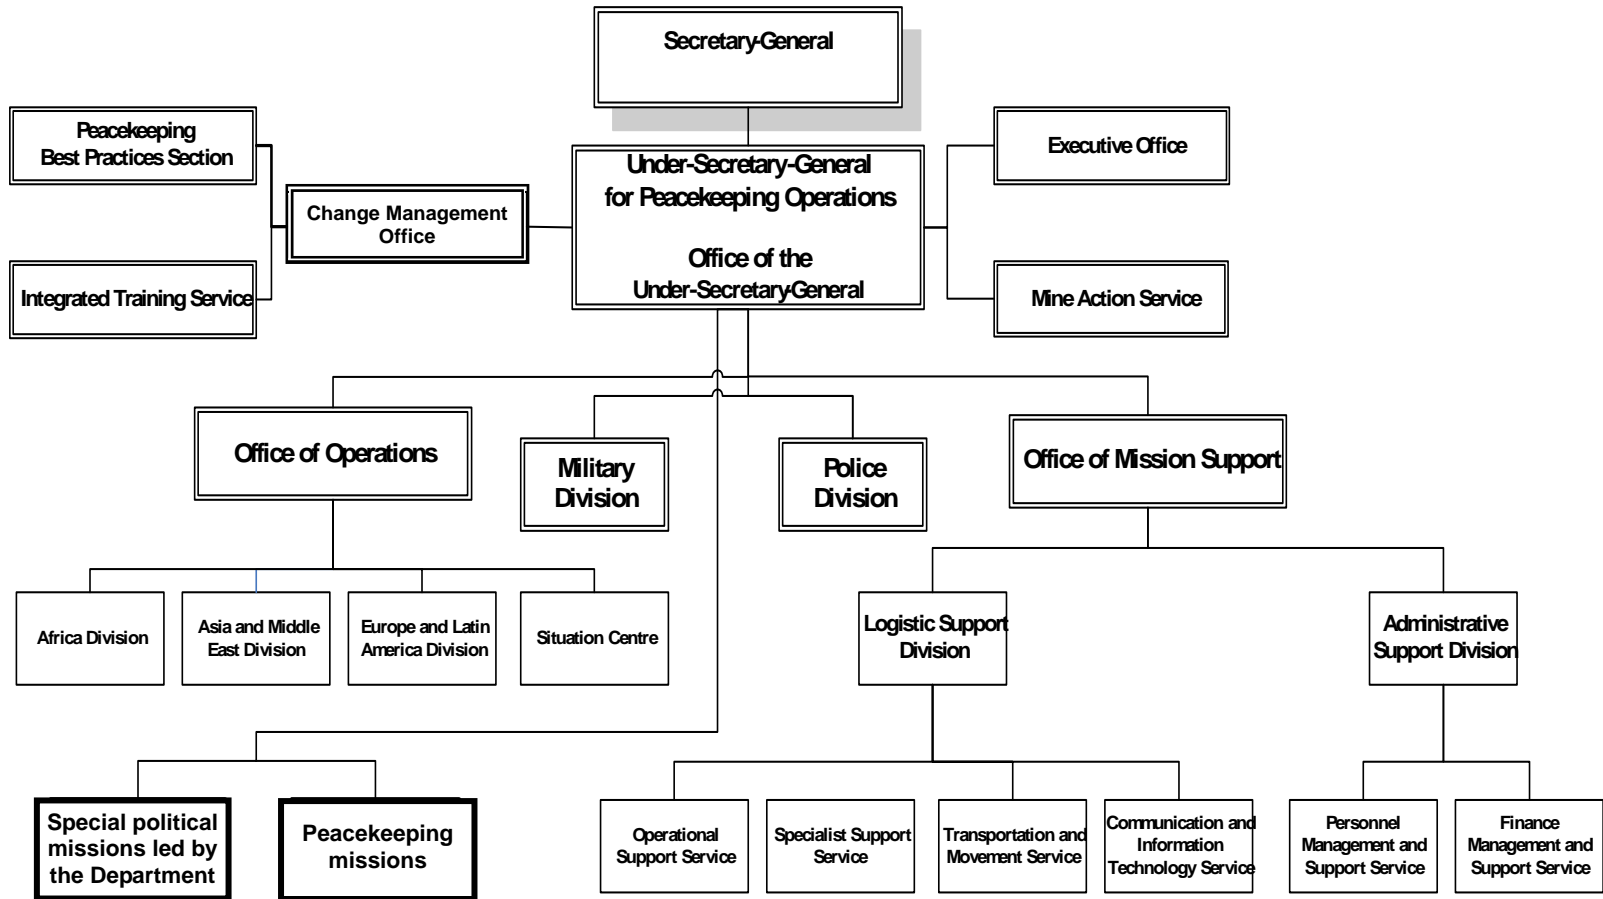 Secretary-General
Peacekeeping
Best Practices Section
Executive Office
Under-Secretary-General
for Peacekeeping Operations
Office of the
Under-Secretary-General
Change Management
Office
Integrated Training Service
Mine Action Service
Office of Operations
Military
Division
Police
Division
Office of Mission Support
Africa Division
Asia and Middle
East Division
Europe and Latin
America Division
Situation Centre
Logistic Support
Division
Administrative
Support Division
Special political
missions led by
the Department
Peacekeeping
missions
Operational
Support Service
Specialist Support
Service
Transportation and
Movement Service
Communication and
Information
Technology Service
Personnel
Management and
Support Service
Finance
Management and
Support Service